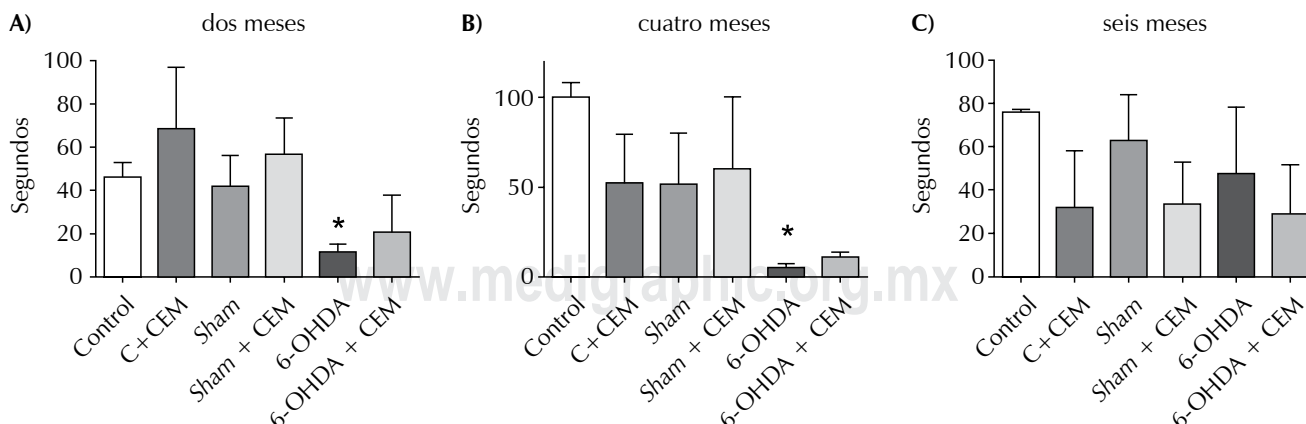 A) dos meses
Segundos
100
80
60
40
20
0
Control
C+CEM
Sham
Sham + CEM
6-OHDA
6-OHDA + CEM
*
B) cuatro meses
Segundos
100
50
0
Control
C+CEM
Sham
Sham + CEM
6-OHDA
6-OHDA + CEM
*
C) seis meses
Segundos
100
80
60
40
20
0
Control
C+CEM
Sham
Sham + CEM
6-OHDA
6-OHDA + CEM
www.medigraphic.org.mx